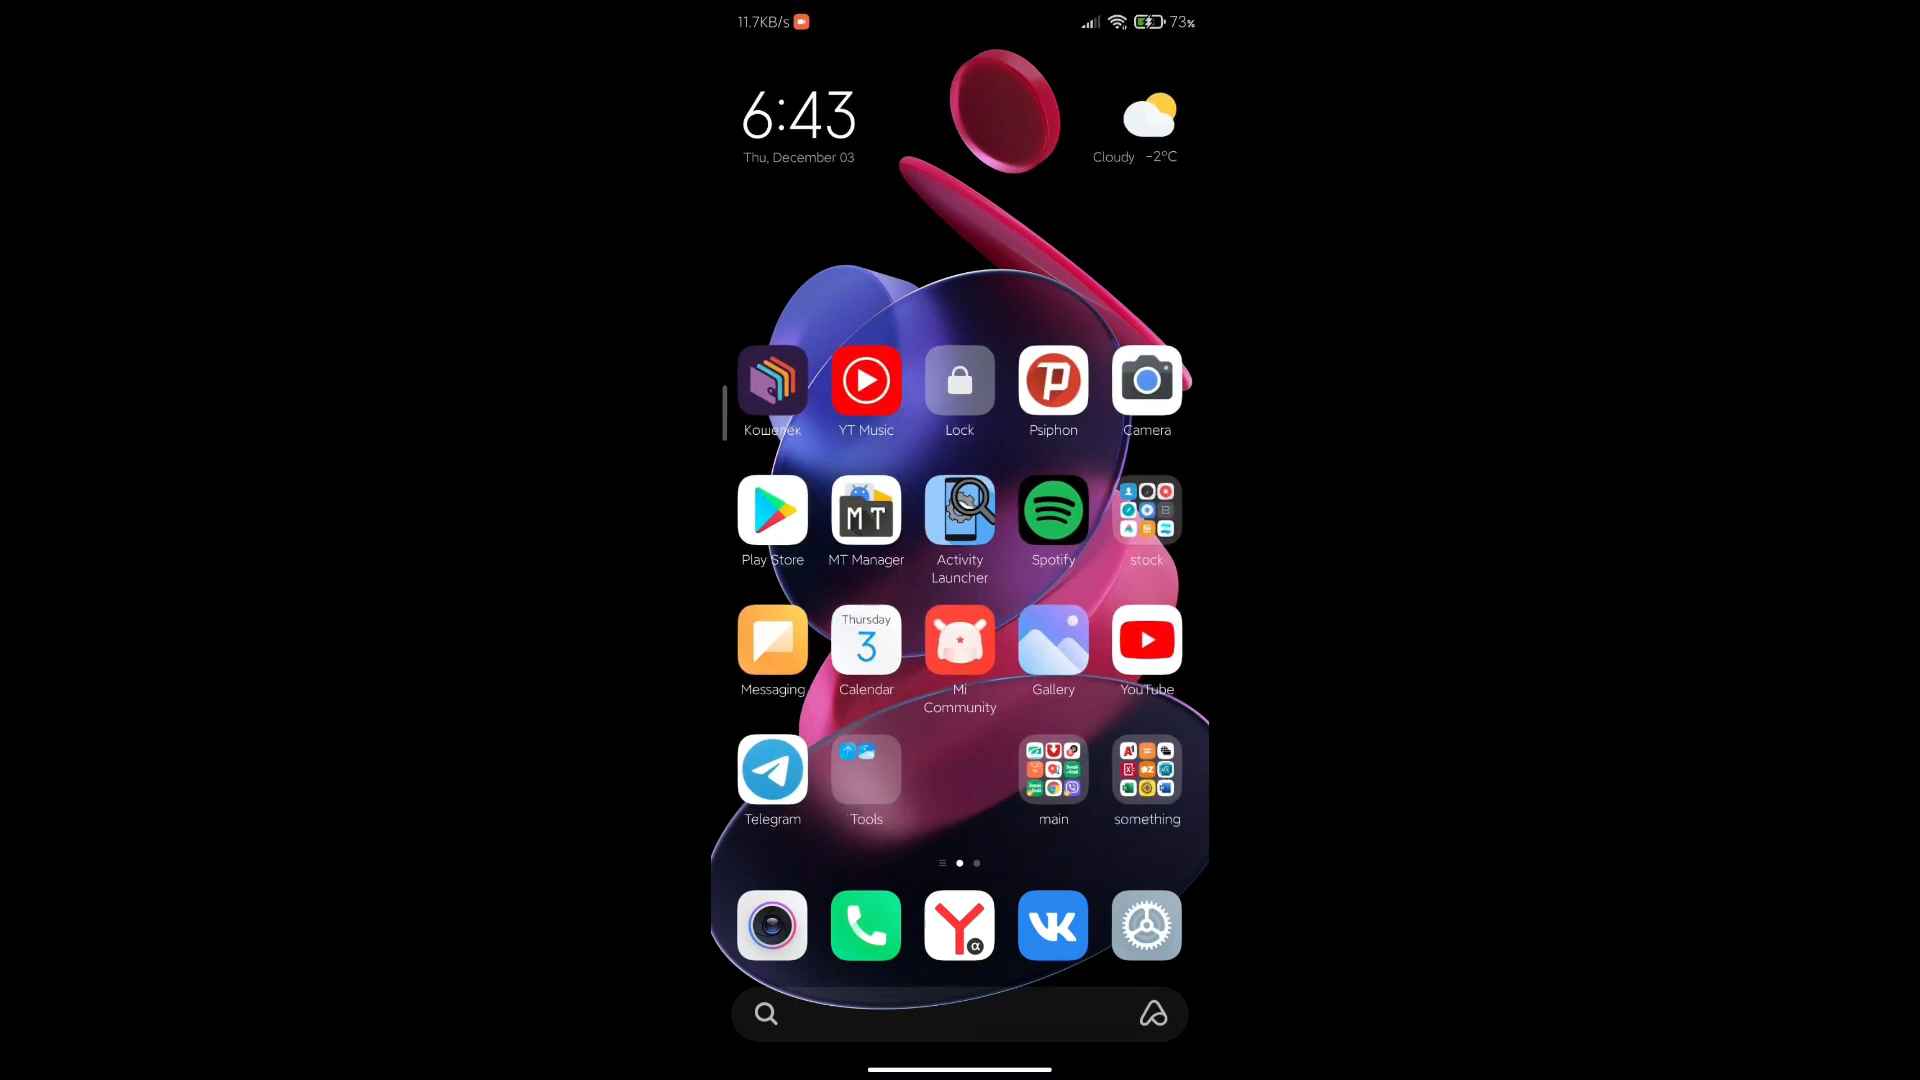 11.7KB/s
73%
6:43
Thu, December 03
Cloudy -2°C
Кошелек
YT Music
Lock
Psiphon
Camera
MT
Play Store
MT Manager
Activity
Launcher
Spotify
stock
Thursday
3
Messaging
Calendar
Mi
Community
Gallery
YouTube
Telegram
Tools
main
something
α